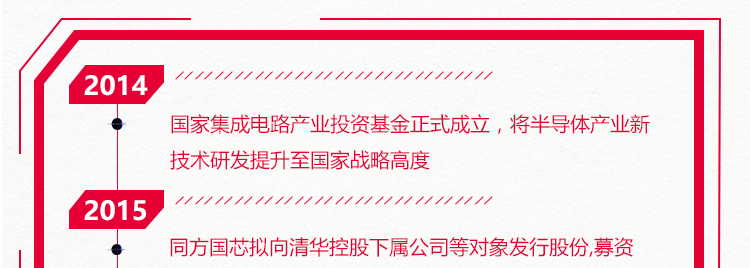 2014
国家集成电路产业投资基金正式成立，将半导体产业新
技术研发提升至国家战略高度
2015
同方国芯拟向清华控股下属公司等对象发行股份,募资